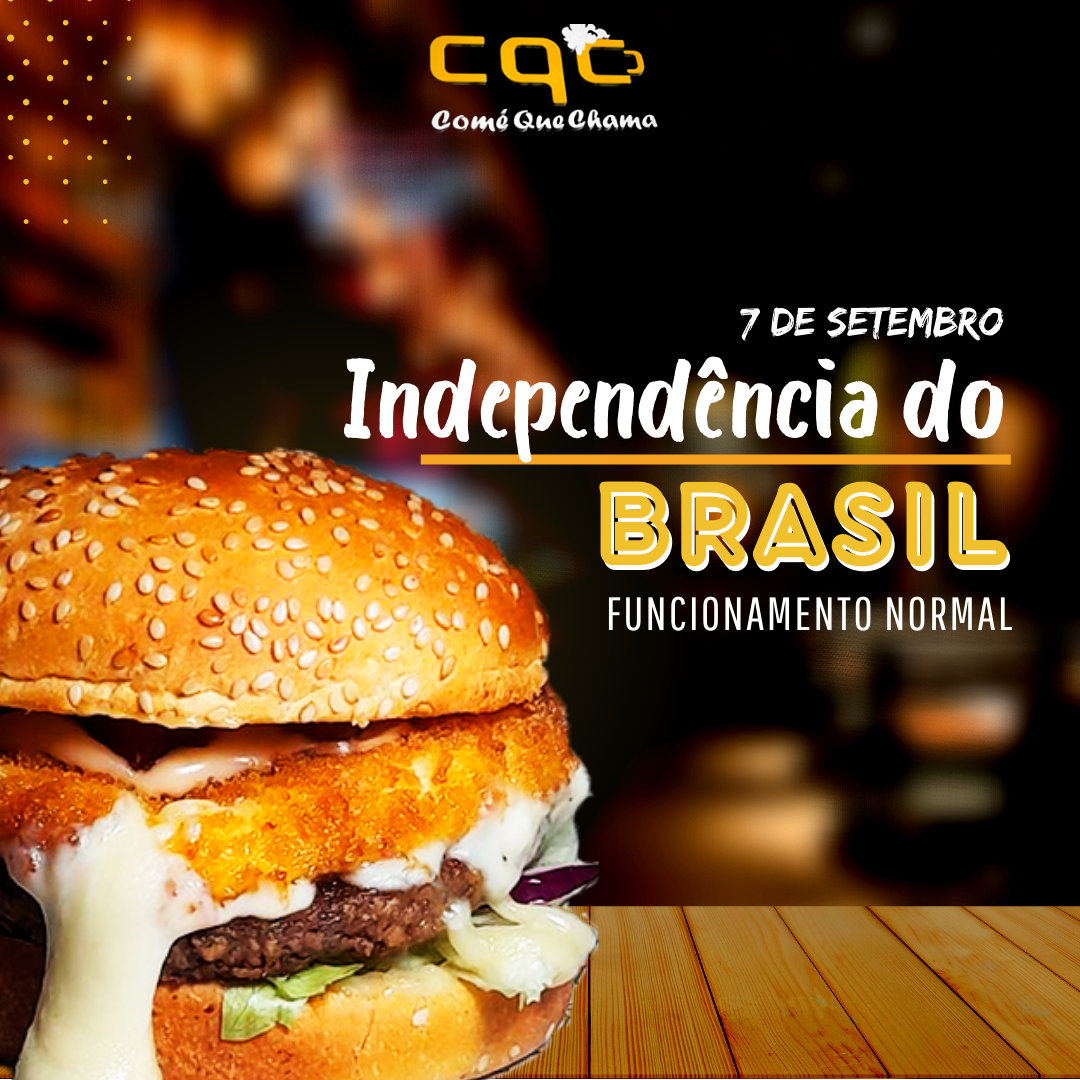 cqc
Comé Que Chama
7 DE SETEMBRO
Independência do
BRASIL
FUNCIONAMENTO NORMAL